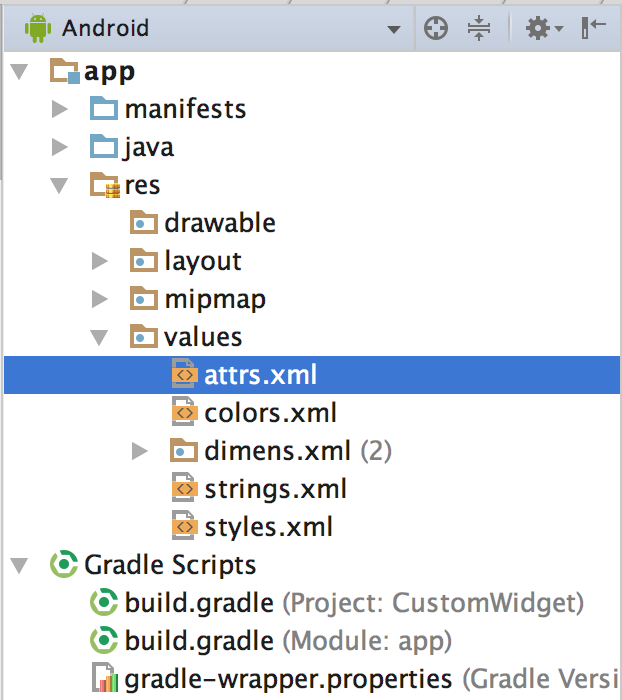 Android
app
manifests
java
res
drawable
layout
mipmap
values
attrs.xml
colors.xml
dimens.xml (2)
strings.xml
styles.xml
Gradle Scripts
build.gradle (Project: CustomWidget)
build.gradle (Module: app)
gradle-wrapper.properties (Gradle Versi